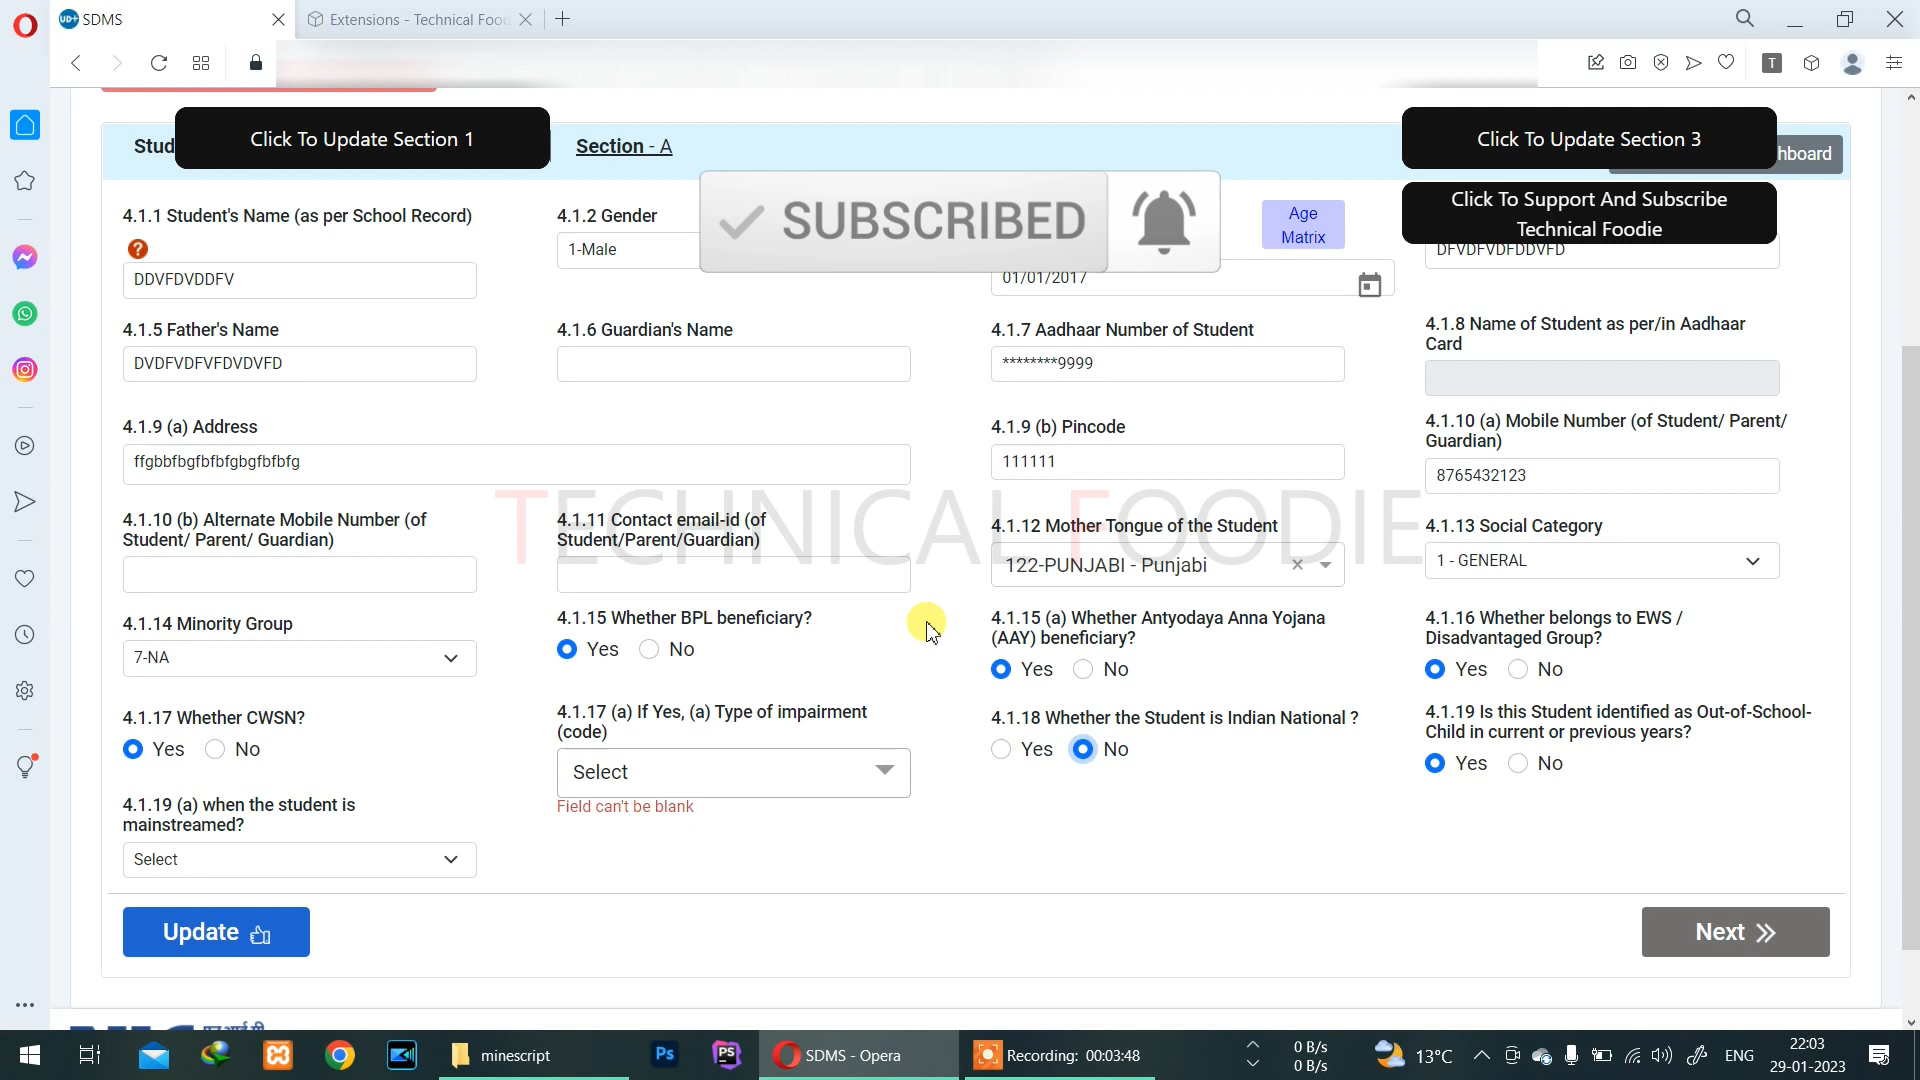 SDMS
Extensions - Technical Food
T
Stud
Click To Update Section 1
Section - A
Click To Update Section 3
hboard
4.1.1 Student's Name (as per School Record)
DDVFDVDDFV
4.1.2 Gender
1-Male
SUBSCRIBED
01/01/2017
Age
Matrix
Click To Support And Subscribe
Technical Foodie
DFVDFVDFDDVFD
4.1.5 Father's Name
DVDFVDFVFDVDVFD
4.1.6 Guardian's Name
4.1.7 Aadhaar Number of Student
********9999
4.1.8 Name of Student as per/in Aadhaar
Card
4.1.9 (a) Address
ffgbbfbgfbfbfgbgfbfbfg
4.1.9 (b) Pincode
111111
4.1.10 (a) Mobile Number (of Student/ Parent/
Guardian)
8765432123
TECHNICAL FOODIE
4.1.10 (b) Alternate Mobile Number (of
Student/ Parent/ Guardian)
4.1.11 Contact email-id (of
Student/Parent/Guardian)
4.1.12 Mother Tongue of the Student
122-PUNJABI - Punjabi
4.1.13 Social Category
1 - GENERAL
4.1.14 Minority Group
7-NA
4.1.15 Whether BPL beneficiary?
Yes No
4.1.15 (a) Whether Antyodaya Anna Yojana
(AAY) beneficiary?
Yes No
4.1.16 Whether belongs to EWS /
Disadvantaged Group?
Yes No
4.1.17 Whether CWSN?
Yes No
4.1.17 (a) If Yes, (a) Type of impairment
(code)
Select
Field can't be blank
4.1.18 Whether the Student is Indian National ?
Yes No
4.1.19 Is this Student identified as Out-of-School-
Child in current or previous years?
Yes No
4.1.19 (a) when the student is
mainstreamed?
Select
Update
Next
minescript
Ps
PS
SDMS - Opera
Recording: 00:03:48
0 B/s
0 B/s
13°C
ENG
22:03
29-01-2023